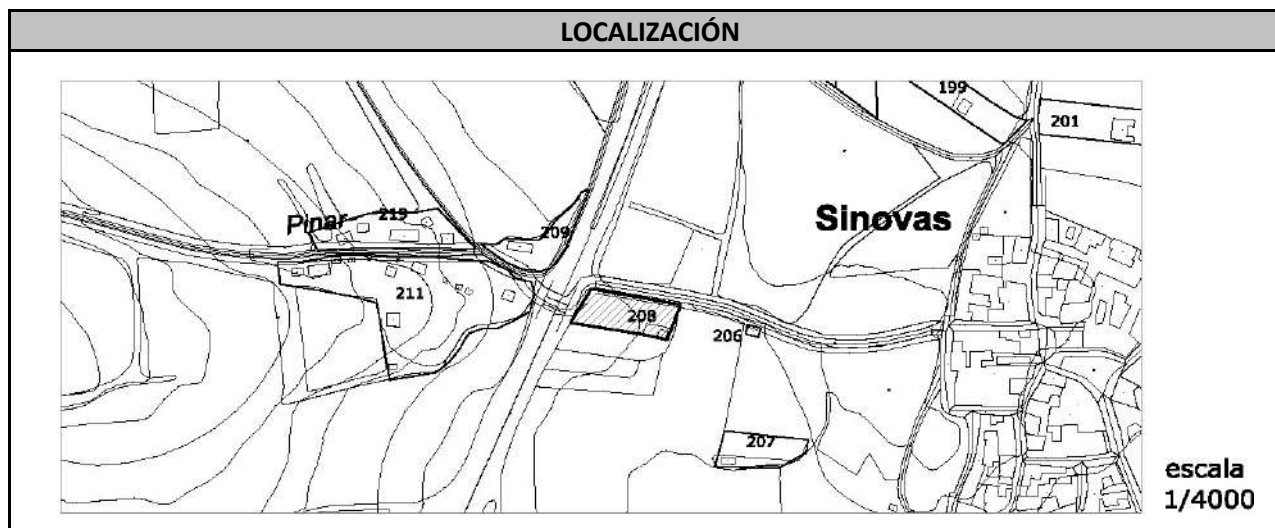 LOCALIZACIÓN
199
201
219
Pinar
Sinovas
209
211
208
206
207
escala
1/4000